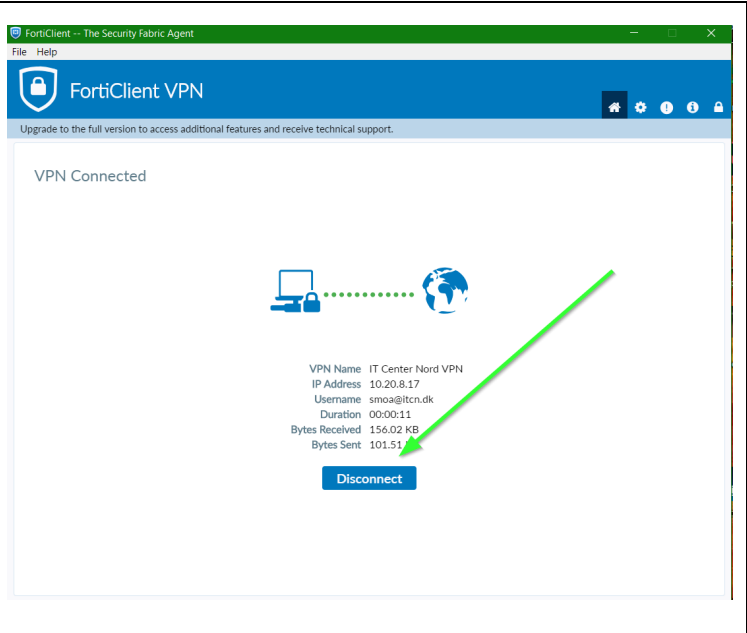 FortiClient -- The Security Fabric Agent
File Help
FortiClient VPN
Upgrade to the full version to access additional features and receive technical support.
VPN Connected
VPN Name IT Center Nord VPN
IP Address 10.20.8.17
Username smoa@itcn.dk
Duration 00:00:11
Bytes Received 156.02 KB
Bytes Sent 101.51
Disconnect